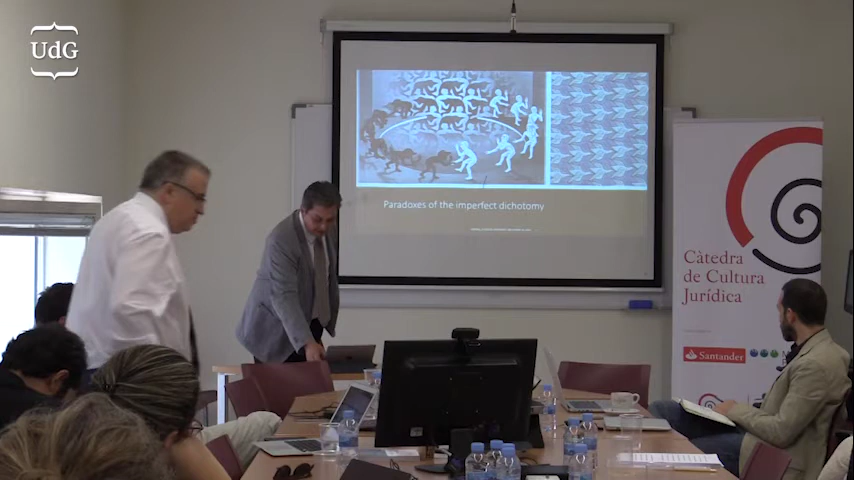 UdG
Paradoxes of the imperfect dichotomy
Càtedra
de Cultura
Jurídica
Santander